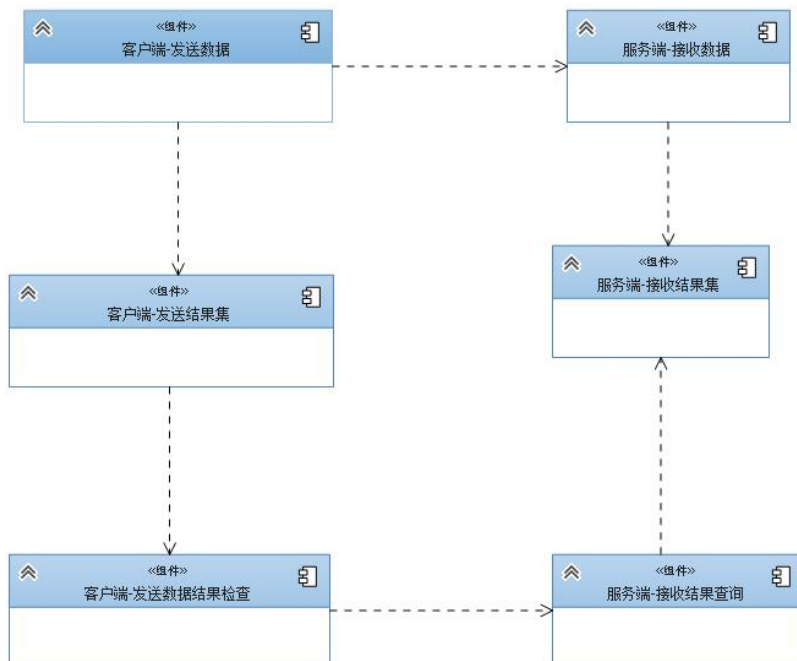 «组件»
客户端-发送数据
«组件»
服务端-接收数据
«组件»
客户端-发送结果集
«组件»
服务端-接收结果集
«组件»
客户端-发送数据结果检查
«组件»
服务端-接收结果查询